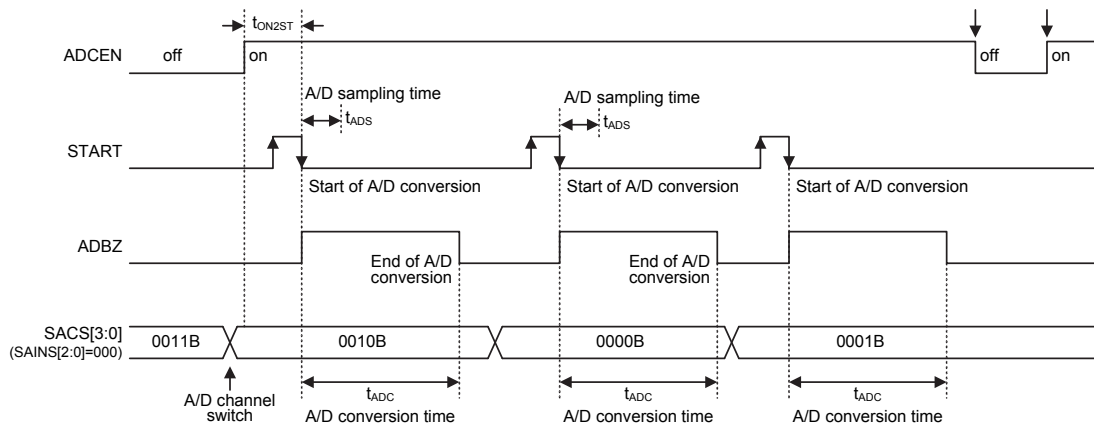 tON2ST
ADCEN
off
on
off
on
A/D sampling time
A/D sampling time
tADS
tADS
START
Start of A/D conversion
Start of A/D conversion
Start of A/D conversion
ADBZ
End of A/D
conversion
End of A/D
conversion
SACS[3:0]
(SAINS[2:0]=000)
0011B
0010B
0000B
0001B
A/D channel
switch
tADC
A/D conversion time
tADC
A/D conversion time
tADC
A/D conversion time